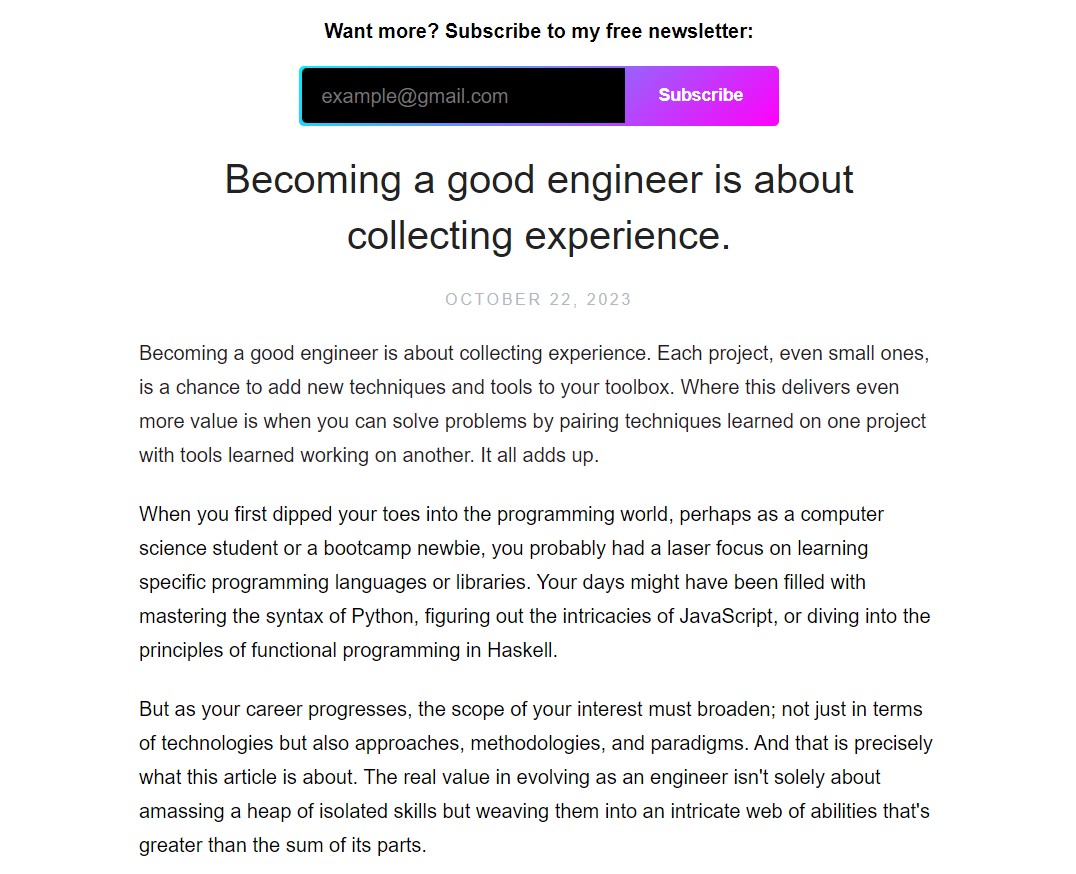 Want more? Subscribe to my free newsletter:
example@gmail.com
Subscribe
Becoming a good engineer is about
collecting experience.
OCTOBER 22, 2023
Becoming a good engineer is about collecting experience. Each project, even small ones,
is a chance to add new techniques and tools to your toolbox. Where this delivers even
more value is when you can solve problems by pairing techniques learned on one project
with tools learned working on another. It all adds up.
When you first dipped your toes into the programming world, perhaps as a computer
science student or a bootcamp newbie, you probably had a laser focus on learning
specific programming languages or libraries. Your days might have been filled with
mastering the syntax of Python, figuring out the intricacies of JavaScript, or diving into the
principles of functional programming in Haskell.
But as your career progresses, the scope of your interest must broaden; not just in terms
of technologies but also approaches, methodologies, and paradigms. And that is precisely
what this article is about. The real value in evolving as an engineer isn't solely about
amassing a heap of isolated skills but weaving them into an intricate web of abilities that's
greater than the sum of its parts.